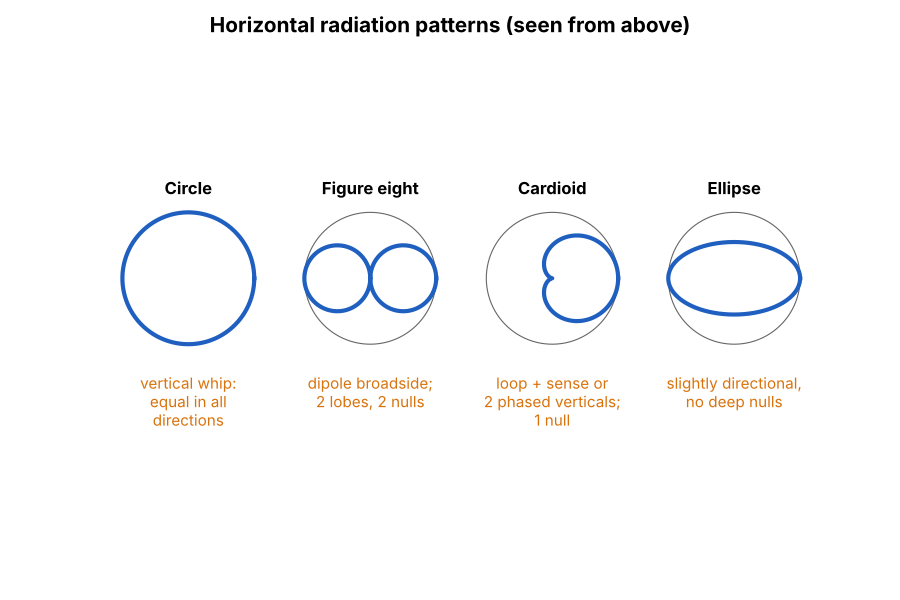 Horizontal radiation patterns (seen from above)
Circle
Figure eight
Cardioid
Ellipse
vertical whip:
equal in all
directions
dipole broadside;
2 lobes, 2 nulls
loop + sense or
2 phased verticals;
1 null
slightly directional,
no deep nulls